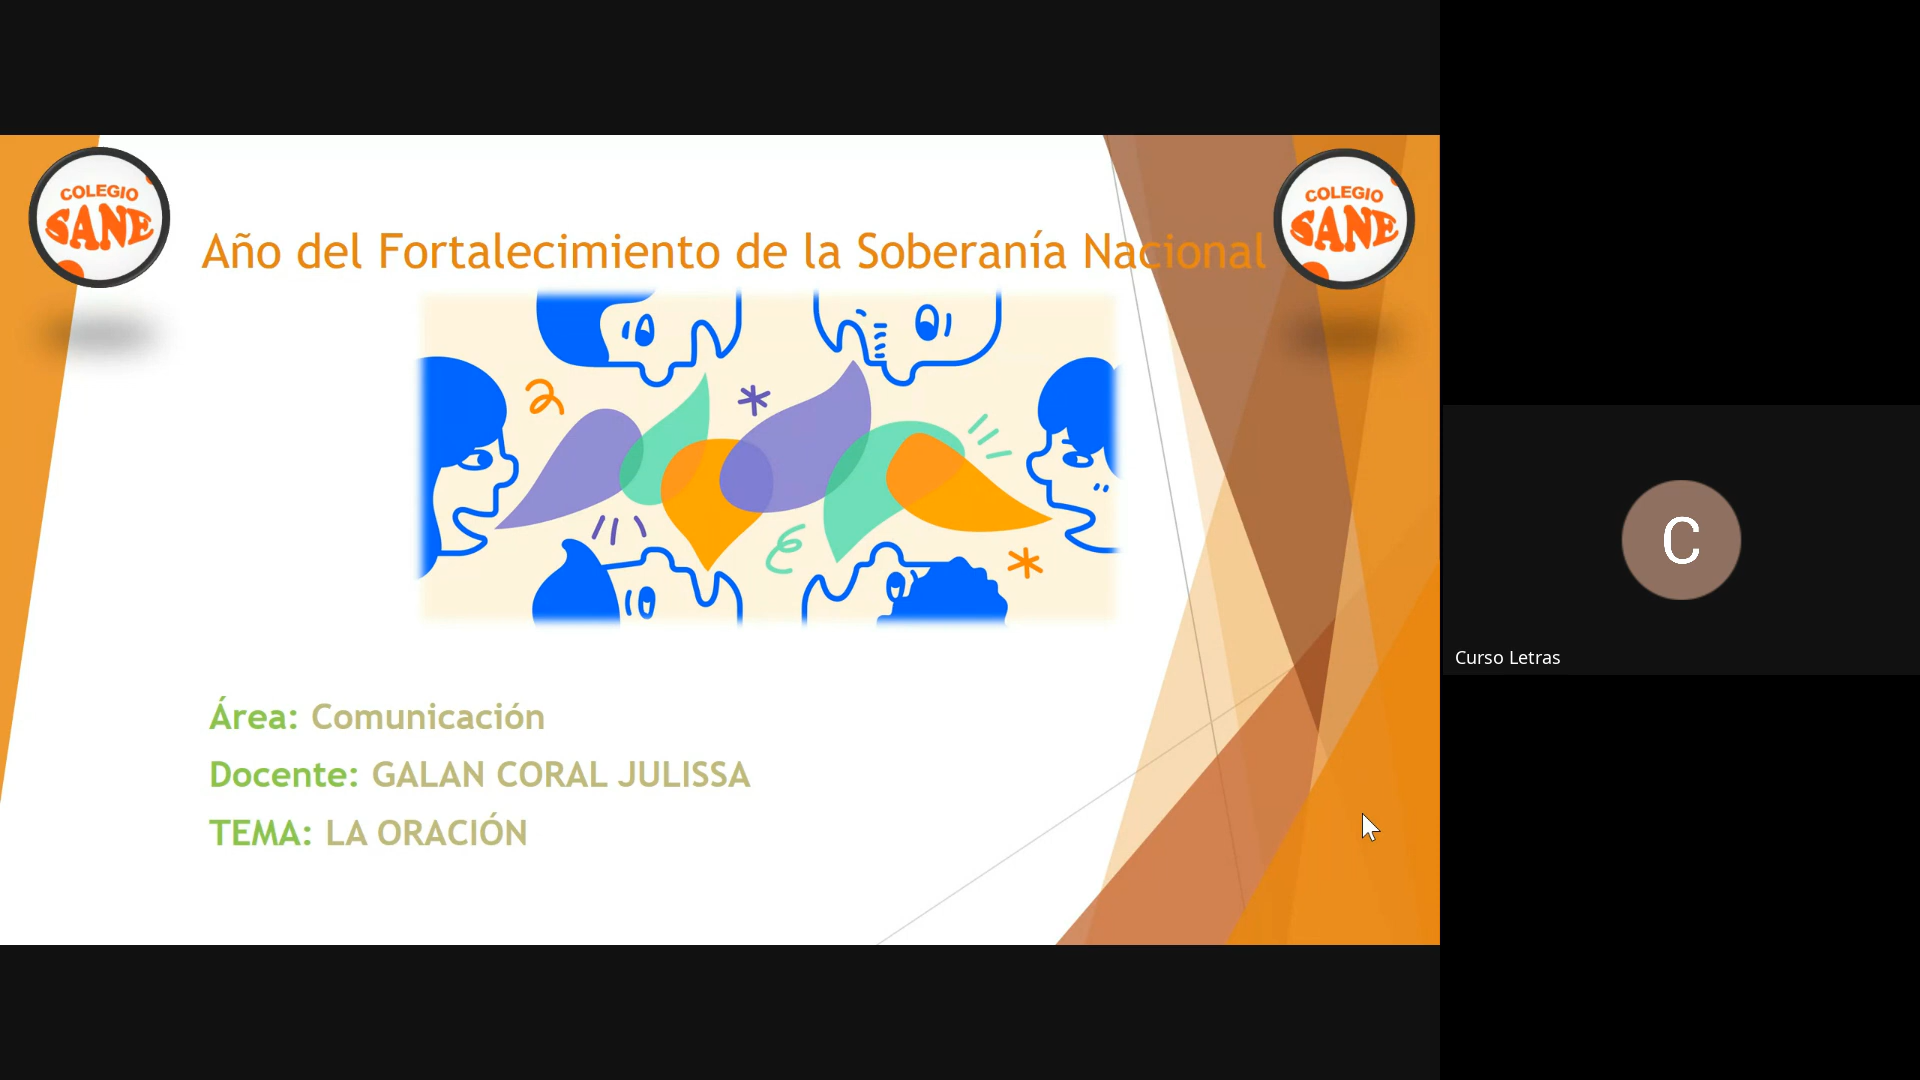 COLEGIO
SANE
COLEGIO
SANE
Año del Fortalecimiento de la Soberanía Nacional
Área: Comunicación
Docente: GALAN CORAL JULISSA
TEMA: LA ORACIÓN
C
Curso Letras